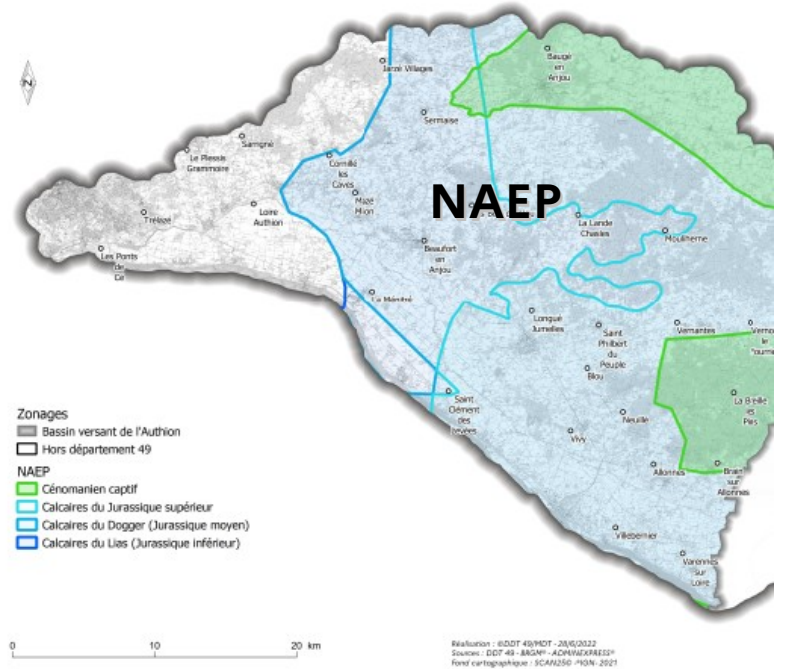 N
Baugé
en
Anjou
Jarzé Villages
Sermaise
Sarrigné
Le Plessis
Grammoire
Cornillé
les
Caves
Mazé
Milon
NAEP
Loire
Authion
Trélazé
La Lande
Chasles
Mouliherne
Beaufort
en
Anjou
Les Ponts
de
Cé
La Ménitré
Longué
Jumelles
Saint
Philbert
du
Peuple
Vernantes
Blou
La Breille
les
Pins
Saint
Clément
des
Levées
Neuillé
Vivy
Allonnes
Brain
sur
Allonnes
Villebernier
Varennes
sur
Loire
Zonages
Bassin versant de l'Authion
Hors département 49
NAEP
Cénomanien captif
Calcaires du Jurassique supérieur
Calcaires du Dogger (Jurassique moyen)
Calcaires du Lias (Jurassique inférieur)
0 10 20 km
Réalisation : ©DDT 49/MDT - 28/6/2022
Sources : DDT 49 - BRGM® - ADMINEXPRESS®
Fond cartographique : SCAN250 ®IGN- 2021